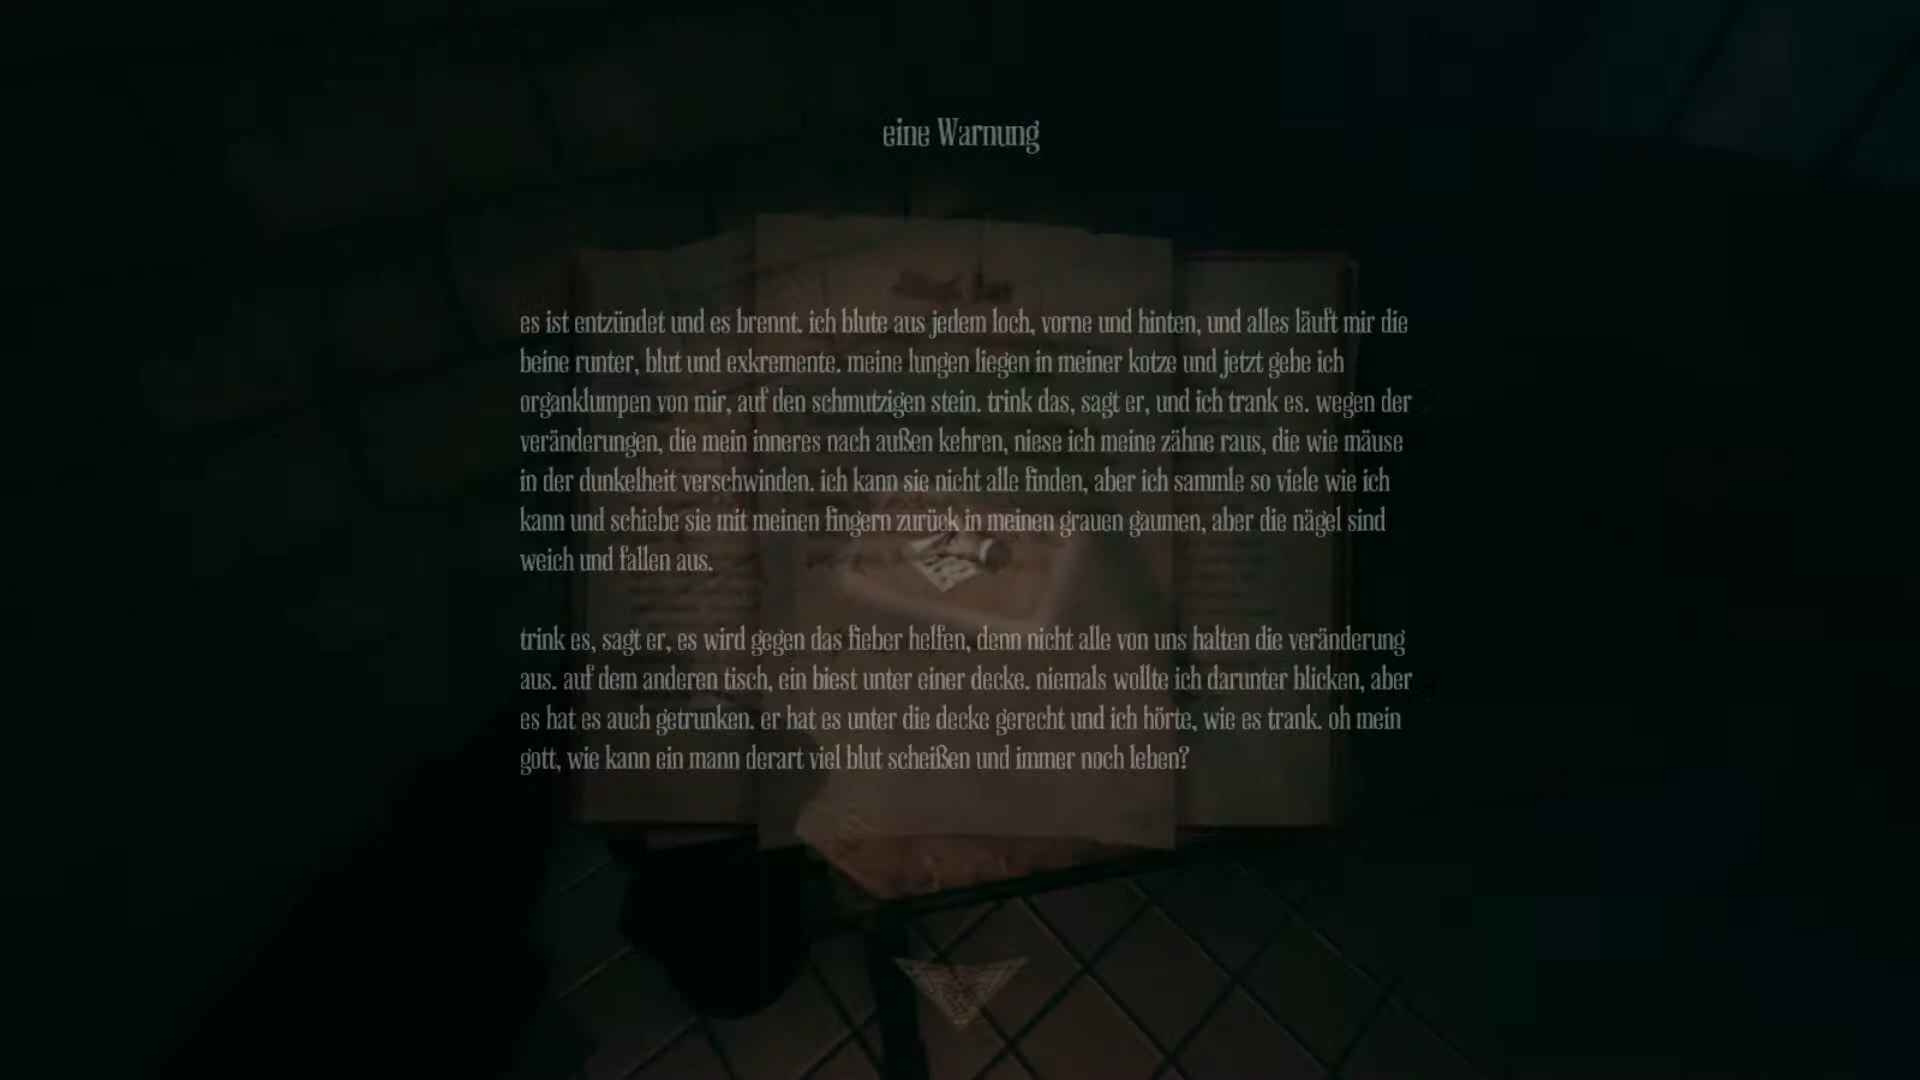 eine Warnung
es ist entzündet und es brennt. ich blute aus jedem loch, vorne und hinten, und alles läuft mir die
beine runter, blut und exkremente. meine lungen liegen in meiner kotze und jetzt gebe ich
organklumpen von mir, auf den schmutzigen stein. trink das, sagt er, und ich trank es. wegen der
veränderungen, die mein inneres nach außen kehren, niese ich meine zähne raus, die wie mäuse
in der dunkelheit verschwinden. ich kann sie nicht alle finden, aber ich sammle so viele wie ich
kann und schiebe sie mit meinen fingern zurück in meinen grauen gaumen, aber die nägel sind
weich und fallen aus.
trink es, sagt er, es wird gegen das fieber helfen, denn nicht alle von uns halten die veränderung
aus. auf dem anderen tisch, ein biest unter einer decke. niemals wollte ich darunter blicken, aber
es hat es auch getrunken. er hat es unter die decke gerecht und ich hörte, wie es trank. oh mein
gott, wie kann ein mann derart viel blut scheißen und immer noch leben?